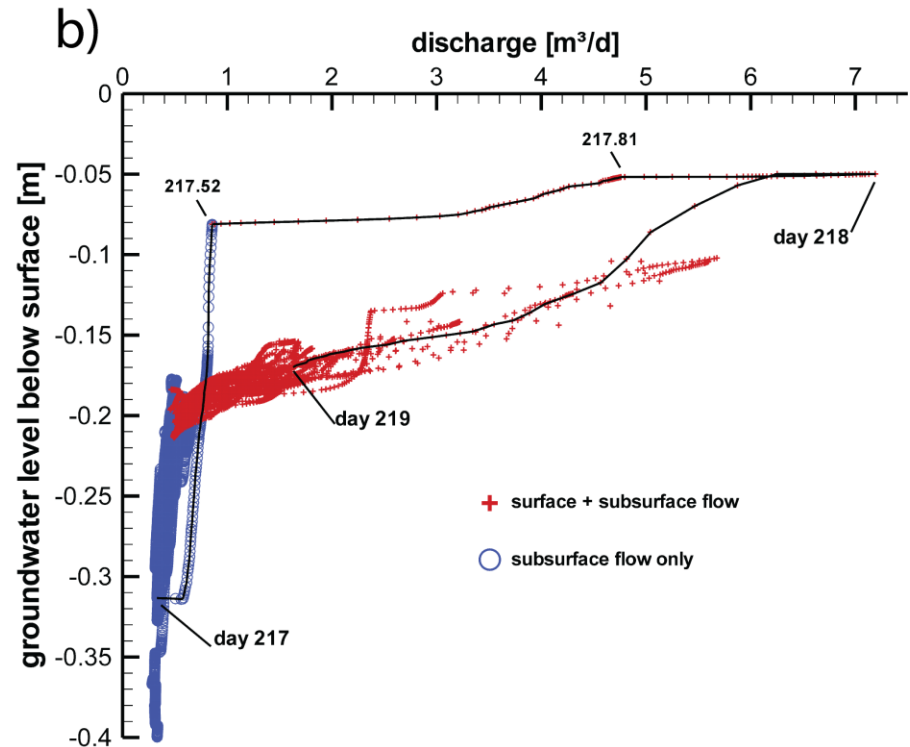 b)
discharge [m³/d]
0 1 2 3 4 5 6 7
groundwater level below surface [m]
0
-0.05
-0.1
-0.15
-0.2
-0.25
-0.3
-0.35
-0.4
217.52
217.81
day 218
day 219
day 217
surface + subsurface flow
subsurface flow only